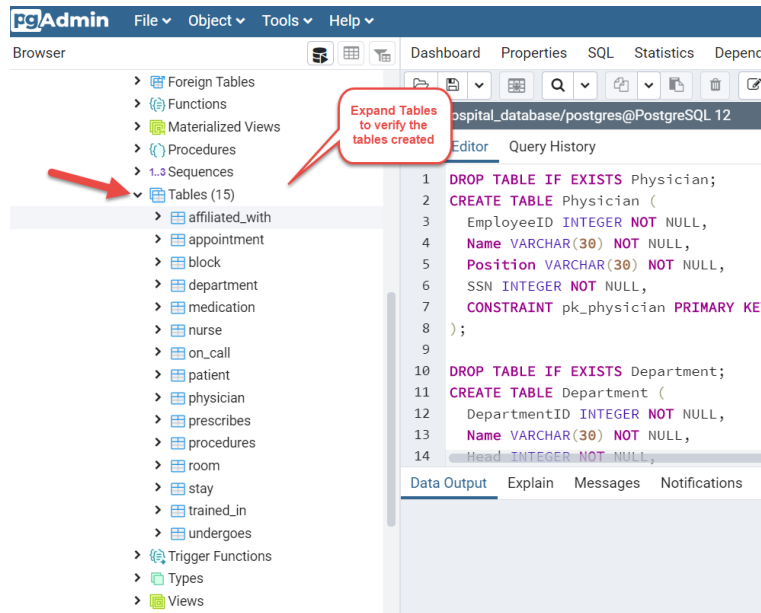 pgAdmin File Object Tools Help
Browser
Dashboard Properties SQL Statistics
Foreign Tables
Functions
Materialized Views
Procedures
1..3 Sequences
Tables (15)
affiliated_with
appointment
block
department
medication
nurse
on_call
patient
physician
prescribes
procedures
room
stay
trained_in
undergoes
Trigger Functions
Types
Views
Expand Tables
to verify the
tables created
ospital_database/postgres@PostgreSQL 12
Editor Query History
1 DROP TABLE IF EXISTS Physician;
2 CREATE TABLE Physician (
3 EmployeeID INTEGER NOT NULL,
4 Name VARCHAR(30) NOT NULL,
5 Position VARCHAR(30) NOT NULL,
6 SSN INTEGER NOT NULL,
7 CONSTRAINT pk_physician PRIMARY KE
8 );
9
10 DROP TABLE IF EXISTS Department;
11 CREATE TABLE Department (
12 DepartmentID INTEGER NOT NULL,
13 Name VARCHAR(30) NOT NULL,
14 Head INTEGER NOT NULL,
Data Output Explain Messages Notifications